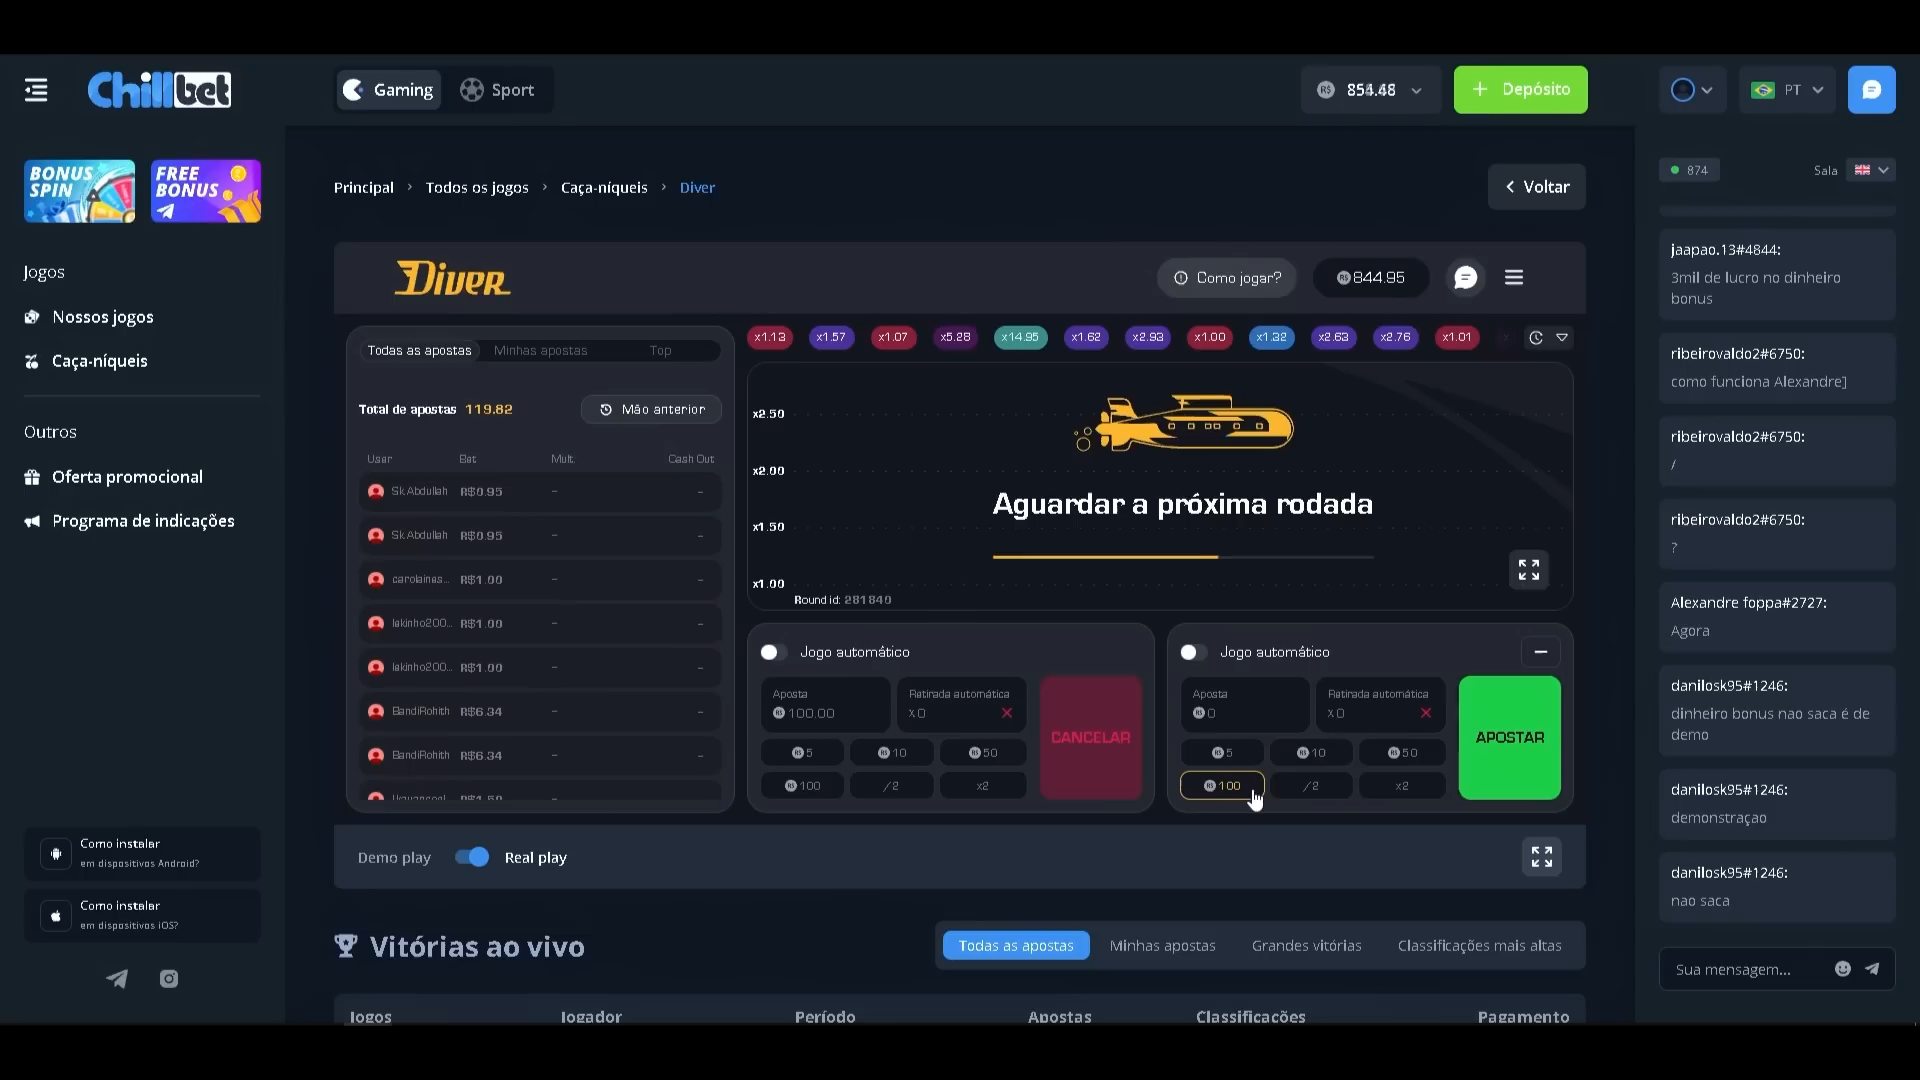 Chillbet
Gaming
Sport
Depósito
PT
BONUS
SPIN
FREE
BONUS
Jogos
Nossos jogos
Caça-níqueis
Outros
Oferta promocional
Programa de indicações
Como instalar
em dispositivos Android?
Como instalar
em dispositivos iOS?
Principal > Todos os jogos > Caça-níqueis > Diver
Voltar
Diver
Como jogar?
R$844.95
Todas as apostas
Minhas apostas
Top
Total de apostas 119.82
Mão anterior
User
Bet
Mult.
Cash Out
Sk.Abdullah R$0.95 - -
Sk.Abdullah R$0.95 - -
carolaines... R$1.00 - -
lakinho200... R$1.00 - -
lakinho200... R$1.00 - -
BandiRohith R$6.34 - -
BandiRohith R$6.34 - -
x1.13
x1.57
x1.07
x5.28
x14.95
x1.62
x2.93
x1.00
x1.32
x2.63
x2.76
x1.01
x2.50
x2.00
x1.50
x1.00
Aguardar a próxima rodada
Round id: 281840
Jogo automático
Aposta
R$100.00
Retirada automática
x0
R$5
R$10
R$50
R$100
/2
x2
CANCELAR
Jogo automático
Aposta
R$0
Retirada automática
x0
R$5
R$10
R$50
R$100
/2
x2
APOSTAR
Demo play
Real play
Vitórias ao vivo
Todas as apostas
Minhas apostas
Grandes vitórias
Classificações mais altas
Jogos
Jogador
Período
Apostas
Classificações
Pagamento
874
Sala
jaapao.13#4844:
3mil de lucro no dinheiro
bonus
ribeirovaldo2#6750:
como funciona Alexandre]
ribeirovaldo2#6750:
/
ribeirovaldo2#6750:
?
Alexandre foppa#2727:
Agora
danilosk95#1246:
dinheiro bonus nao saca é de
demo
danilosk95#1246:
demonstraçao
danilosk95#1246:
nao saca
Sua mensagem...